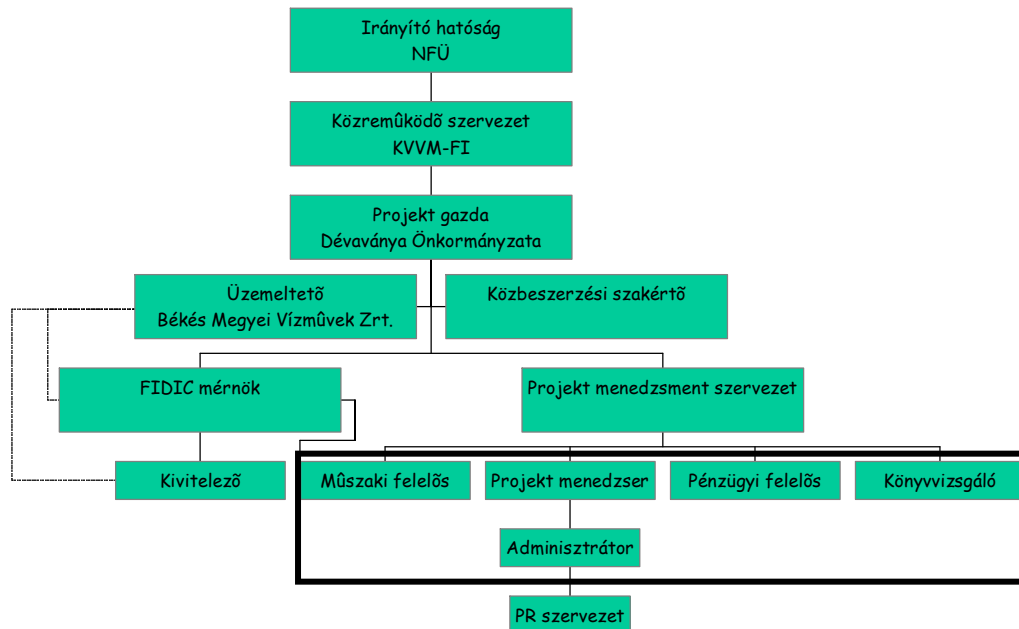 Irányító hatóság
NFÜ
Közremûködõ szervezet
KVVM-FI
Projekt gazda
Dévaványa Önkormányzata
Üzemeltetõ
Békés Megyei Vízmûvek Zrt.
Közbeszerzési szakértõ
FIDIC mérnök
Projekt menedzsment szervezet
Kivitelezõ
Mûszaki felelõs
Projekt menedzser
Pénzügyi felelõs
Könyvvizsgáló
Adminisztrátor
PR szervezet